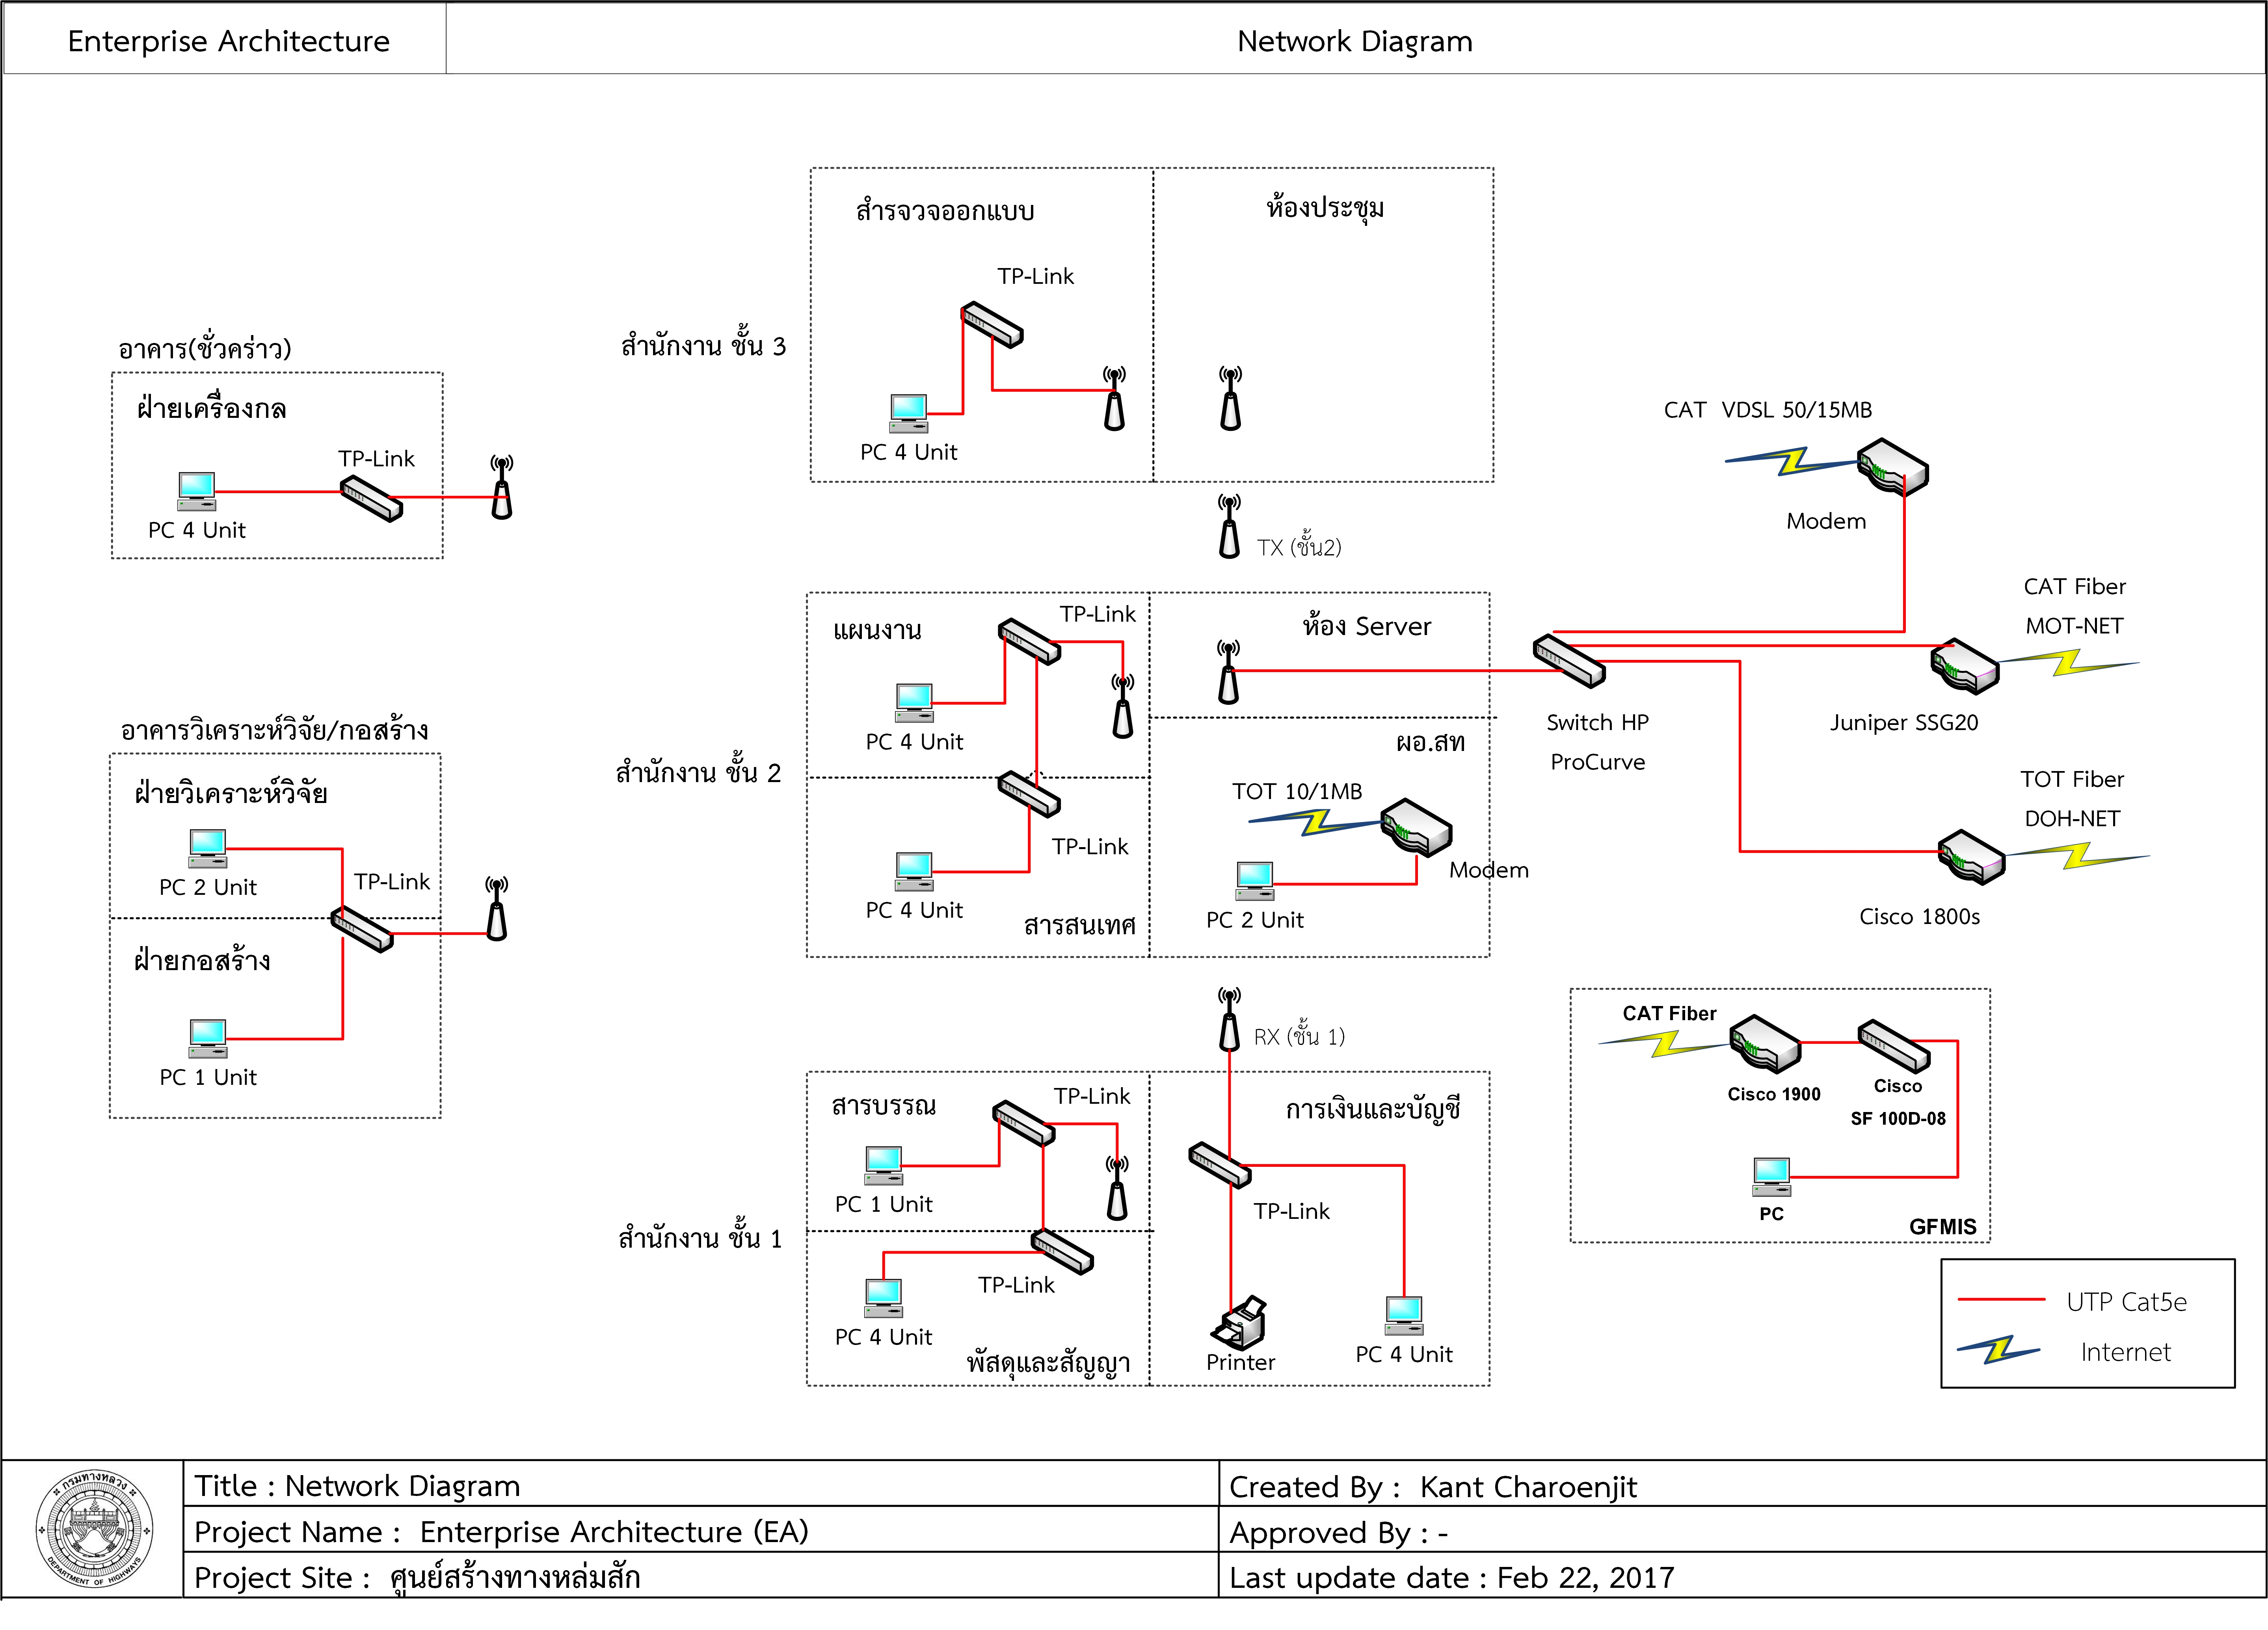 Enterprise Architecture
Network Diagram
สำรจวจออกแบบ
ห้องประชุม
TP-Link
สำนักงาน ชั้น 3
PC 4 Unit
อาคาร(ชั่วคร่าว)
ฝ่ายเครื่องกล
TP-Link
PC 4 Unit
CAT VDSL 50/15MB
Modem
TX (ชั้น2)
แผนงาน
TP-Link
ห้อง Server
PC 4 Unit
สำนักงาน ชั้น 2
ผอ.สท
TOT 10/1MB
TP-Link
Modem
PC 4 Unit
สารสนเทศ
PC 2 Unit
Switch HP
ProCurve
CAT Fiber
MOT-NET
Juniper SSG20
TOT Fiber
DOH-NET
Cisco 1800s
อาคารวิเคราะห์วิจัย/กอสร้าง
ฝ่ายวิเคราะห์วิจัย
PC 2 Unit
TP-Link
ฝ่ายกอสร้าง
PC 1 Unit
RX (ชั้น 1)
สารบรรณ
TP-Link
การเงินและบัญชี
PC 1 Unit
TP-Link
สำนักงาน ชั้น 1
TP-Link
PC 4 Unit
พัสดุและสัญญา
Printer
PC 4 Unit
CAT Fiber
Cisco 1900
Cisco
SF 100D-08
PC
GFMIS
UTP Cat5e
Internet
กรมทางหลวง
DEPARTMENT OF HIGHWAYS
Title : Network Diagram
Created By : Kant Charoenjit
Project Name : Enterprise Architecture (EA)
Approved By : -
Project Site : ศูนย์สร้างทางหล่มสัก
Last update date : Feb 22, 2017